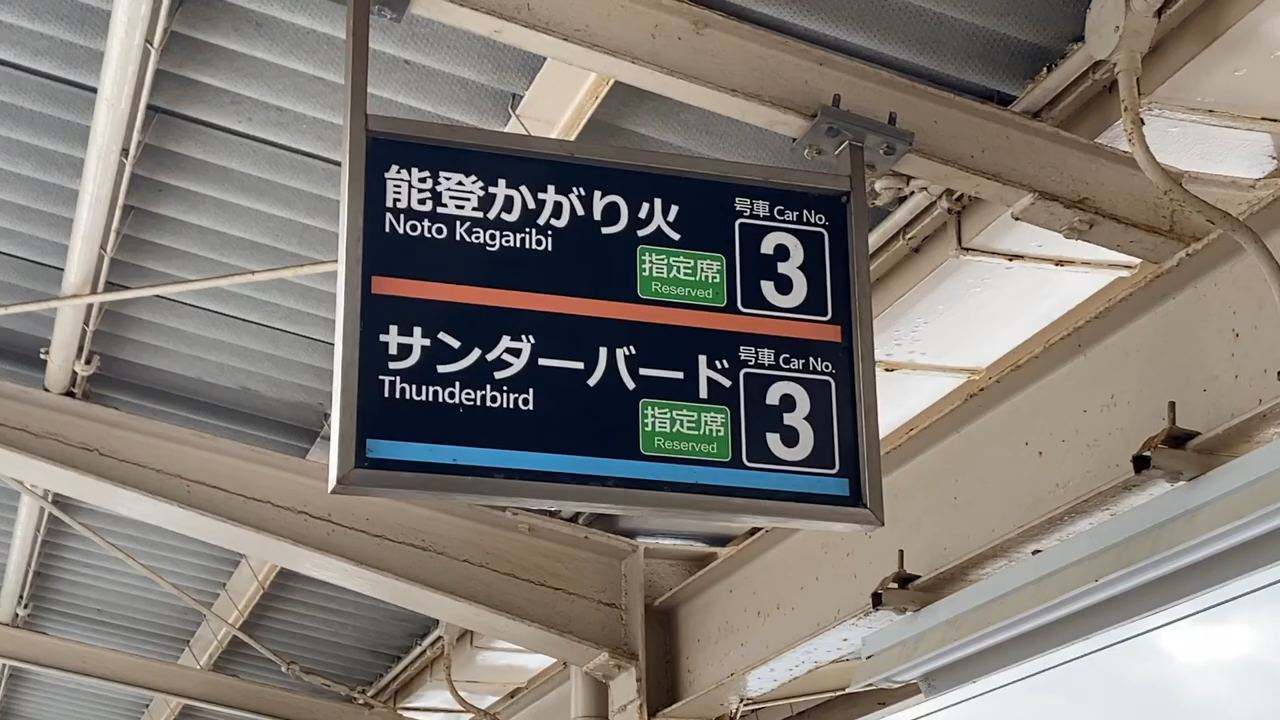 能登かがり火
Noto Kagaribi
指定席
Reserved
号車 Car No.
3
サンダーバード
Thunderbird
指定席
Reserved
号車 Car No.
3